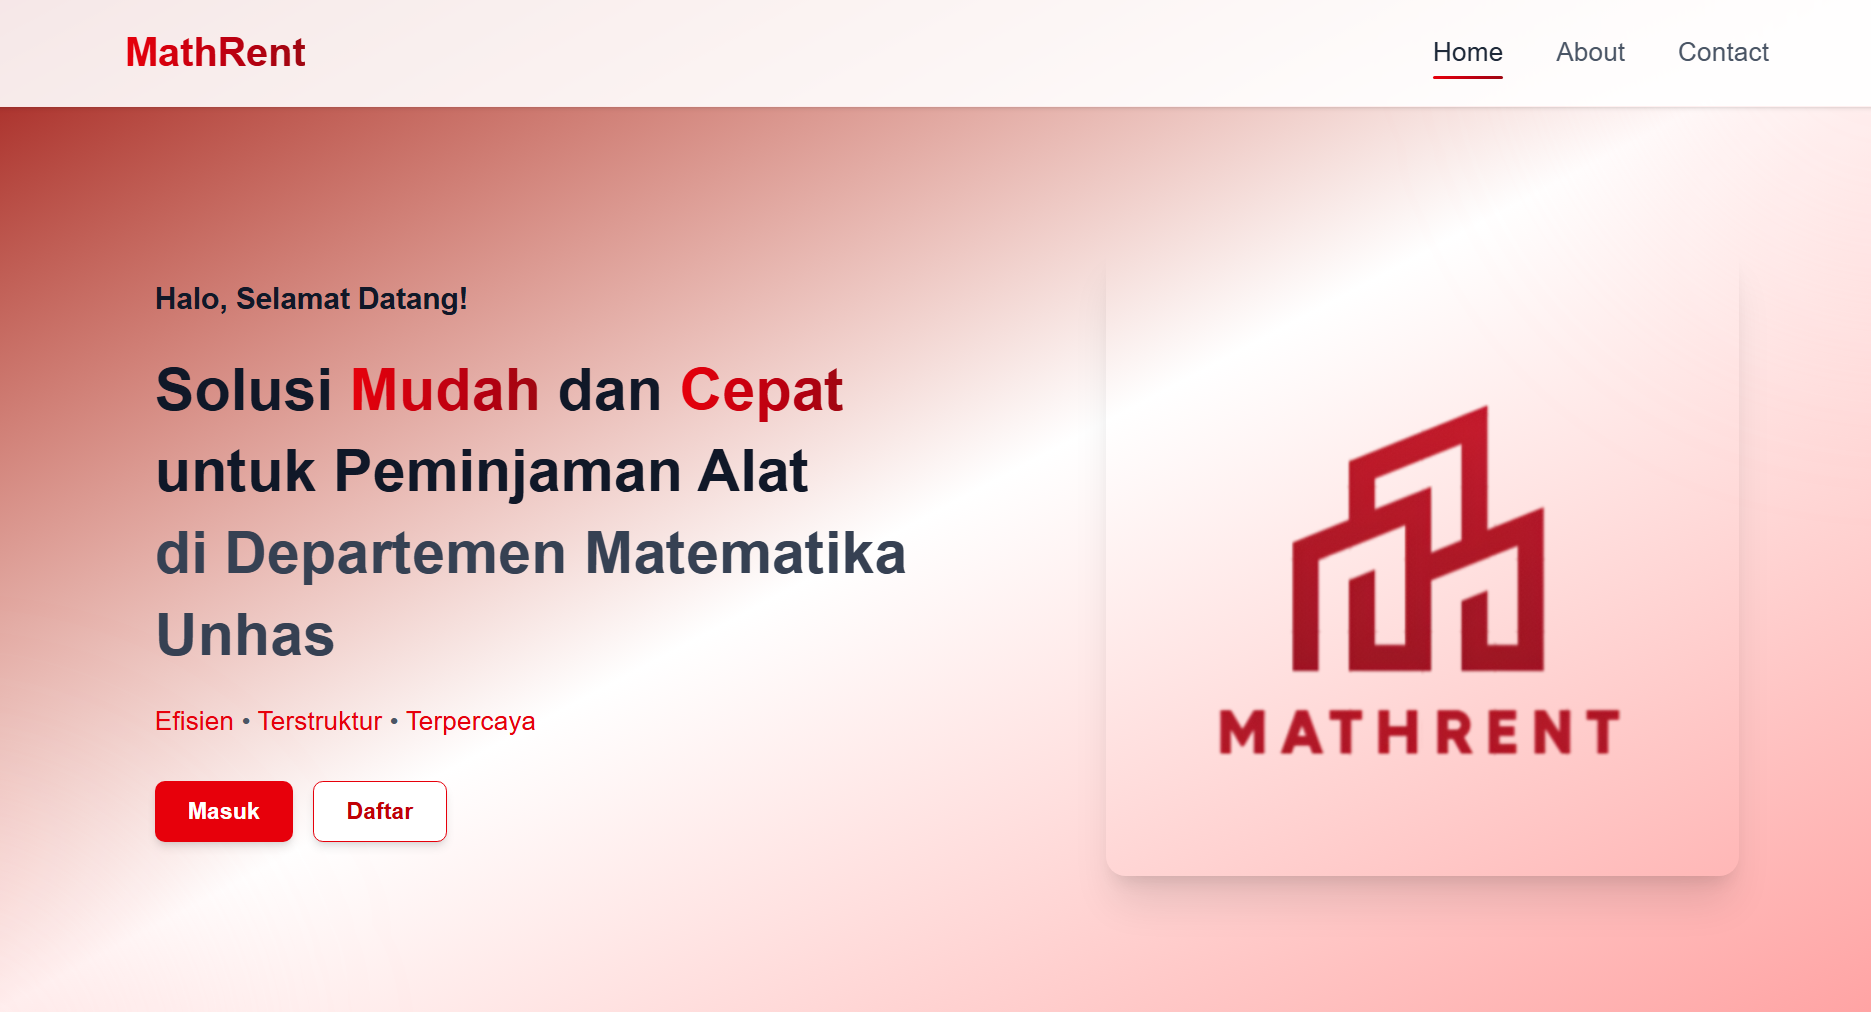 MathRent
Home
About
Contact
Halo, Selamat Datang!
Solusi Mudah dan Cepat
untuk Peminjaman Alat
di Departemen Matematika
Unhas
Efisien • Terstruktur • Terpercaya
Masuk
Daftar
MATHRENT